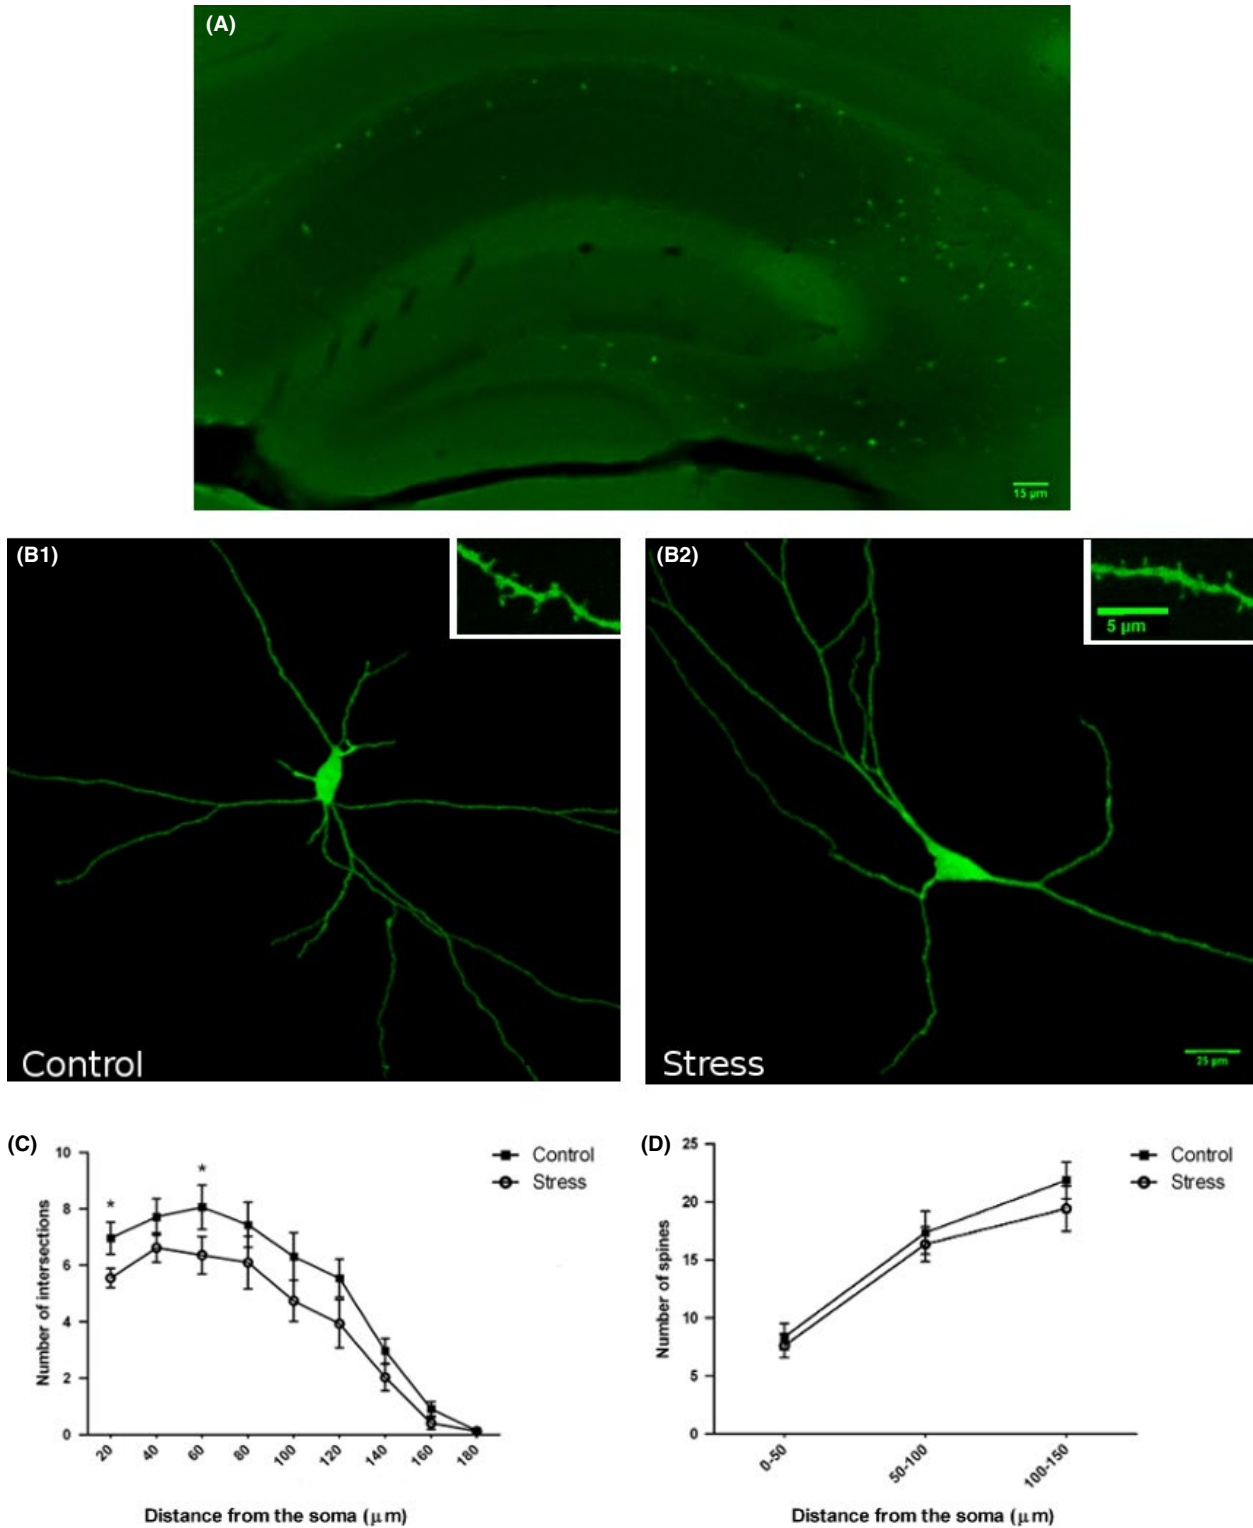 (A)
15 µm
(B1)
Control
(B2)
5 µm
Stress
25 µm
(C)
Control
Stress
*
*
Number of intersections
10
8
6
4
2
0
20
40
60
80
100
120
140
160
180
Distance from the soma (µm)
(D)
Control
Stress
Number of spines
25
20
15
10
5
0
0-50
50-100
100-150
Distance from the soma (µm)